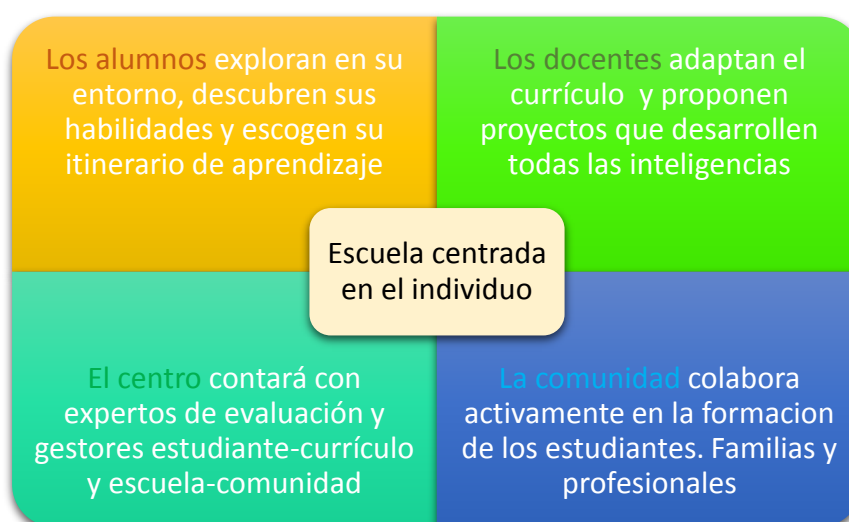 Los alumnos exploran en su
entorno, descubren sus
habilidades y escogen su
itinerario de aprendizaje
Los docentes adaptan el
currículo y proponen
proyectos que desarrollen
todas las inteligencias
Escuela centrada
en el individuo
El centro contará con
expertos de evaluación y
gestores estudiante-currículo
y escuela-comunidad
La comunidad colabora
activamente en la formacion
de los estudiantes. Familias y
profesionales